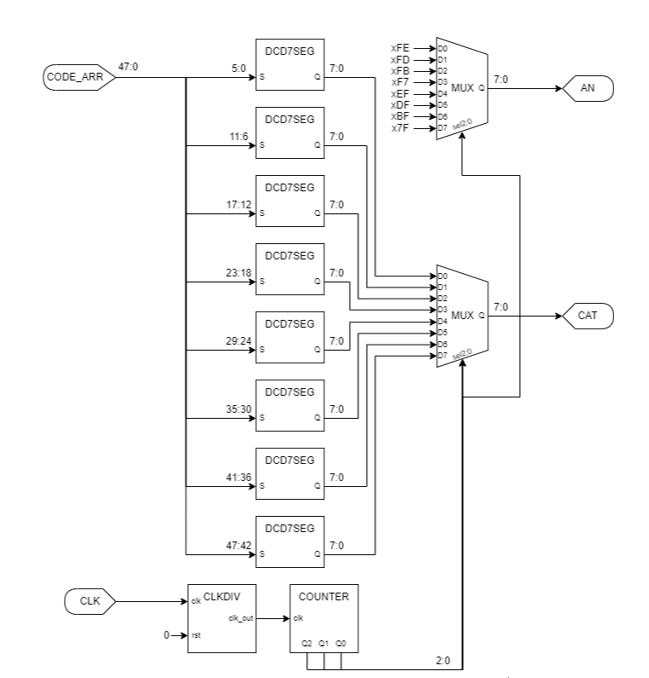 CODE_ARR 47:0
5:0 DCD7SEG S Q 7:0
11:6 DCD7SEG S Q 7:0
17:12 DCD7SEG S Q 7:0
23:18 DCD7SEG S Q 7:0
29:24 DCD7SEG S Q 7:0
35:30 DCD7SEG S Q 7:0
41:36 DCD7SEG S Q 7:0
47:42 DCD7SEG S Q 7:0
xFE D0
xFD D1
xFB D2
xF7 D3
xEF D4
xDF D5
xBF D6
x7F D7
MUX Q 7:0 AN
sel2:0
D0
D1
D2
D3
D4
D5
D6
D7
MUX Q 7:0 CAT
sel2:0
CLK
clk CLKDIV
clk_out
0 rst
COUNTER
clk
Q2 Q1 Q0
2:0